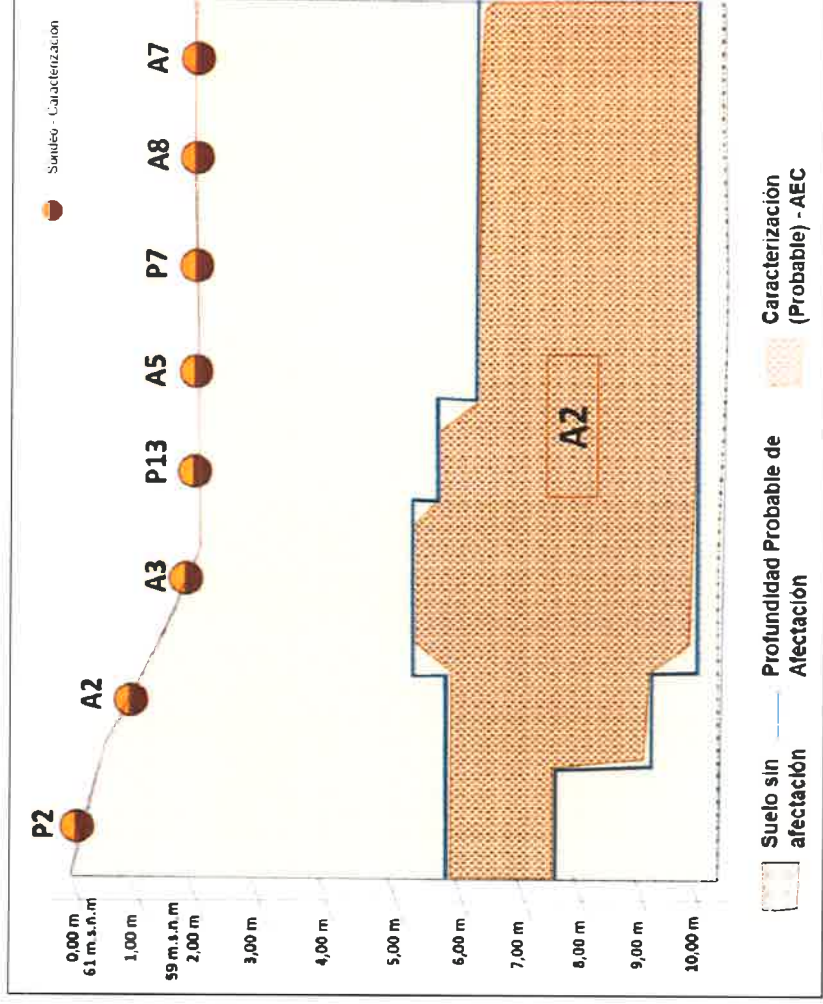 Sondeo - Caracterizacion
P2
A2
A3
P13
A5
P7
A8
A7
0,00 m
61 m.s.n.m
1,00 m
59 m.s.n.m
2,00 m
3,00 m
4,00 m
5,00 m
6,00 m
7,00 m
8,00 m
9,00 m
10,00 m
A2
Suelo sin
afectación
Profundidad Probable de
Afectación
Caracterización
(Probable) - AEC